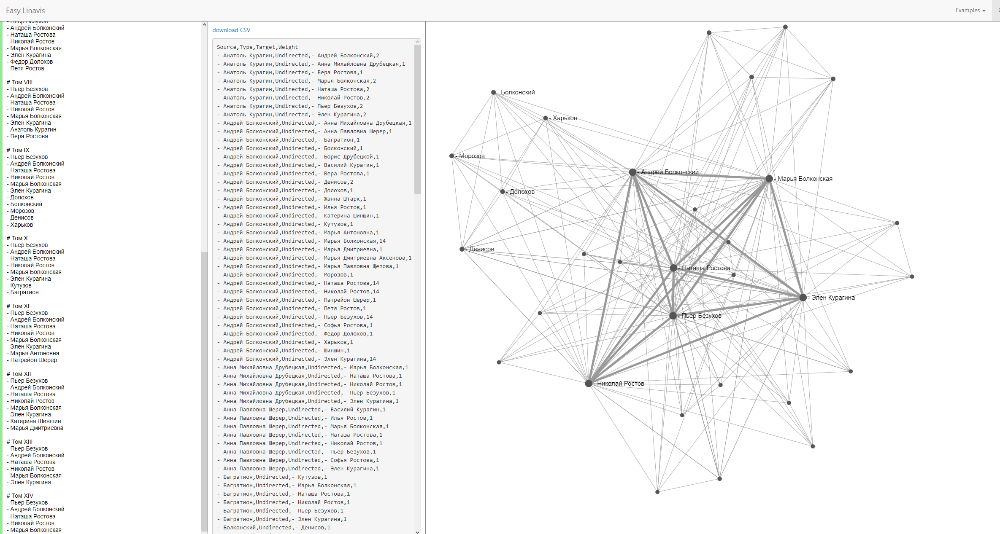 Easy Linavis
Examples
- Пьер Безухов
- Андрей Болконский
- Наташа Ростова
- Николай Ростов
- Марья Болконская
- Элен Курагина
- Федор Долохов
- Петя Ростов
# Том VIII
- Пьер Безухов
- Андрей Болконский
- Наташа Ростова
- Николай Ростов
- Марья Болконская
- Элен Курагина
- Анатоль Курагин
- Вера Ростова
# Том IX
- Пьер Безухов
- Андрей Болконский
- Наташа Ростова
- Николай Ростов
- Марья Болконская
- Элен Курагина
- Долохов
- Болконский
- Морозов
- Денисов
- Харьков
# Том X
- Пьер Безухов
- Андрей Болконский
- Наташа Ростова
- Николай Ростов
- Марья Болконская
- Элен Курагина
- Кутузов
- Багратион
# Том XI
- Пьер Безухов
- Андрей Болконский
- Наташа Ростова
- Николай Ростов
- Марья Болконская
- Элен Курагина
- Марья Антоновна
- Патрейон Шерер
# Том XII
- Пьер Безухов
- Андрей Болконский
- Наташа Ростова
- Николай Ростов
- Марья Болконская
- Элен Курагина
- Катерина Шиншин
- Марья Дмитриевна
# Том XIII
- Пьер Безухов
- Андрей Болконский
- Наташа Ростова
- Николай Ростов
- Марья Болконская
- Элен Курагина
# Том XIV
- Пьер Безухов
- Андрей Болконский
- Наташа Ростова
- Николай Ростов
- Марья Болконская
download CSV
Source,Type,Target,Weight
- Анатоль Курагин,Undirected,- Андрей Болконский,2
- Анатоль Курагин,Undirected,- Анна Михайловна Друбецкая,1
- Анатоль Курагин,Undirected,- Вера Ростова,1
- Анатоль Курагин,Undirected,- Марья Болконская,2
- Анатоль Курагин,Undirected,- Наташа Ростова,2
- Анатоль Курагин,Undirected,- Николай Ростов,2
- Анатоль Курагин,Undirected,- Пьер Безухов,2
- Анатоль Курагин,Undirected,- Элен Курагина,2
- Андрей Болконский,Undirected,- Анна Михайловна Друбецкая,1
- Андрей Болконский,Undirected,- Анна Павловна Шерер,1
- Андрей Болконский,Undirected,- Багратион,1
- Андрей Болконский,Undirected,- Болконский,1
- Андрей Болконский,Undirected,- Борис Друбецкой,1
- Андрей Болконский,Undirected,- Василий Курагин,1
- Андрей Болконский,Undirected,- Вера Ростова,1
- Андрей Болконский,Undirected,- Денисов,2
- Андрей Болконский,Undirected,- Долохов,1
- Андрей Болконский,Undirected,- Жанна Штарк,1
- Андрей Болконский,Undirected,- Илья Ростов,1
- Андрей Болконский,Undirected,- Катерина Шиншин,1
- Андрей Болконский,Undirected,- Кутузов,1
- Андрей Болконский,Undirected,- Марья Антоновна,1
- Андрей Болконский,Undirected,- Марья Болконская,14
- Андрей Болконский,Undirected,- Марья Дмитриевна,1
- Андрей Болконский,Undirected,- Марья Дмитриевна Аксенова,1
- Андрей Болконский,Undirected,- Марья Павловна Щепова,1
- Андрей Болконский,Undirected,- Морозов,1
- Андрей Болконский,Undirected,- Наташа Ростова,14
- Андрей Болконский,Undirected,- Николай Ростов,14
- Андрей Болконский,Undirected,- Патрейон Шерер,1
- Андрей Болконский,Undirected,- Петя Ростов,1
- Андрей Болконский,Undirected,- Пьер Безухов,14
- Андрей Болконский,Undirected,- Софья Ростова,1
- Андрей Болконский,Undirected,- Федор Долохов,1
- Андрей Болконский,Undirected,- Харьков,1
- Андрей Болконский,Undirected,- Шиншин,1
- Андрей Болконский,Undirected,- Элен Курагина,14
- Анна Михайловна Друбецкая,Undirected,- Марья Болконская,1
- Анна Михайловна Друбецкая,Undirected,- Наташа Ростова,1
- Анна Михайловна Друбецкая,Undirected,- Николай Ростов,1
- Анна Михайловна Друбецкая,Undirected,- Пьер Безухов,1
- Анна Михайловна Друбецкая,Undirected,- Элен Курагина,1
- Анна Павловна Шерер,Undirected,- Василий Курагин,1
- Анна Павловна Шерер,Undirected,- Илья Ростов,1
- Анна Павловна Шерер,Undirected,- Марья Болконская,1
- Анна Павловна Шерер,Undirected,- Наташа Ростова,1
- Анна Павловна Шерер,Undirected,- Николай Ростов,1
- Анна Павловна Шерер,Undirected,- Пьер Безухов,1
- Анна Павловна Шерер,Undirected,- Софья Ростова,1
- Анна Павловна Шерер,Undirected,- Элен Курагина,1
- Багратион,Undirected,- Кутузов,1
- Багратион,Undirected,- Марья Болконская,1
- Багратион,Undirected,- Наташа Ростова,1
- Багратион,Undirected,- Николай Ростов,1
- Багратион,Undirected,- Пьер Безухов,1
- Багратион,Undirected,- Элен Курагина,1
- Болконский,Undirected,- Денисов,1
- Болконский
- Харьков
- Морозов
- Андрей Болконский
- Марья Болконская
- Долохов
- Денисов
- Наташа Ростова
- Элен Курагина
- Пьер Безухов
- Николай Ростов